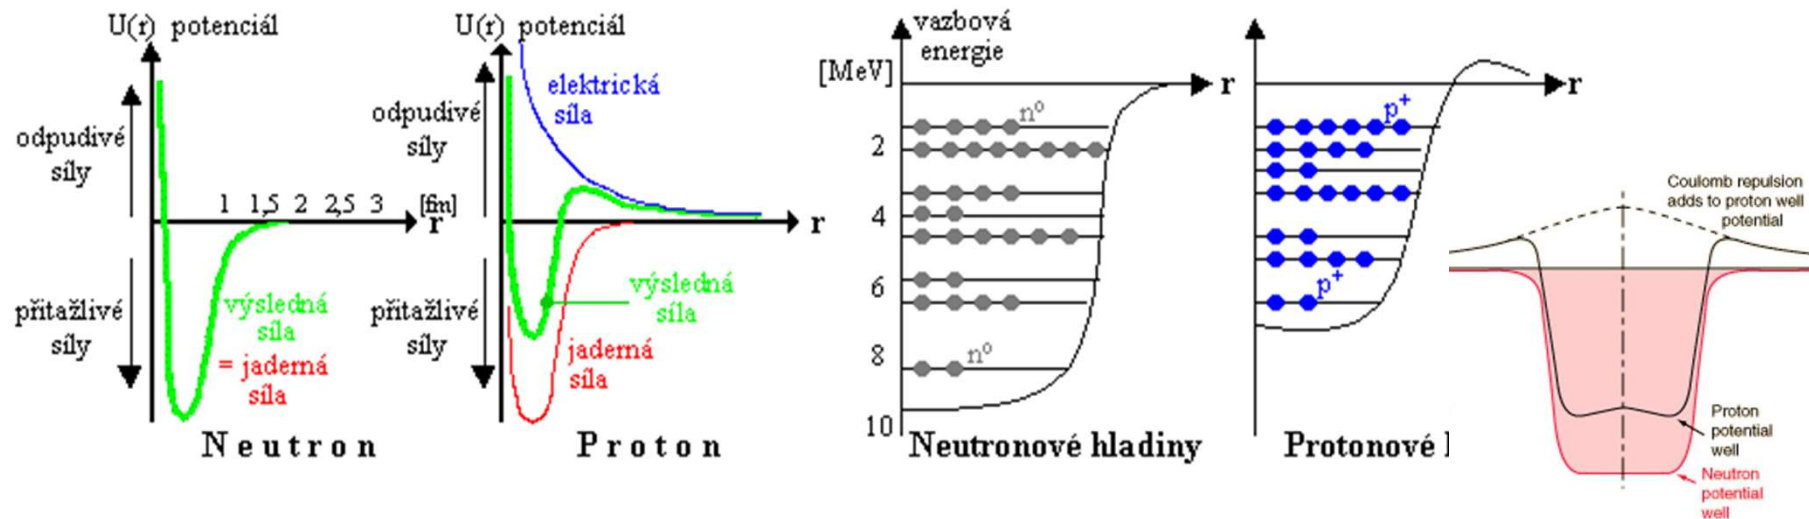 U(r) potenciál
odpudivé
síly
1 1,5 2 2,5 3 [fm]
r
přitažlivé
síly
výsledná
síla
= jaderná
síla
Neutron
U(r) potenciál
elektrická
síla
odpudivé
síly
r
přitažlivé
síly
výsledná
síla
jaderná
síla
Proton
vazbová
energie
[MeV]
r
n⁰
2
4
6
8
n⁰
10
Neutronové hladiny
r
p⁺
p⁺
Protonové
Coulomb repulsion
adds to proton well
potential
Proton
potential
well
Neutron
potential
well